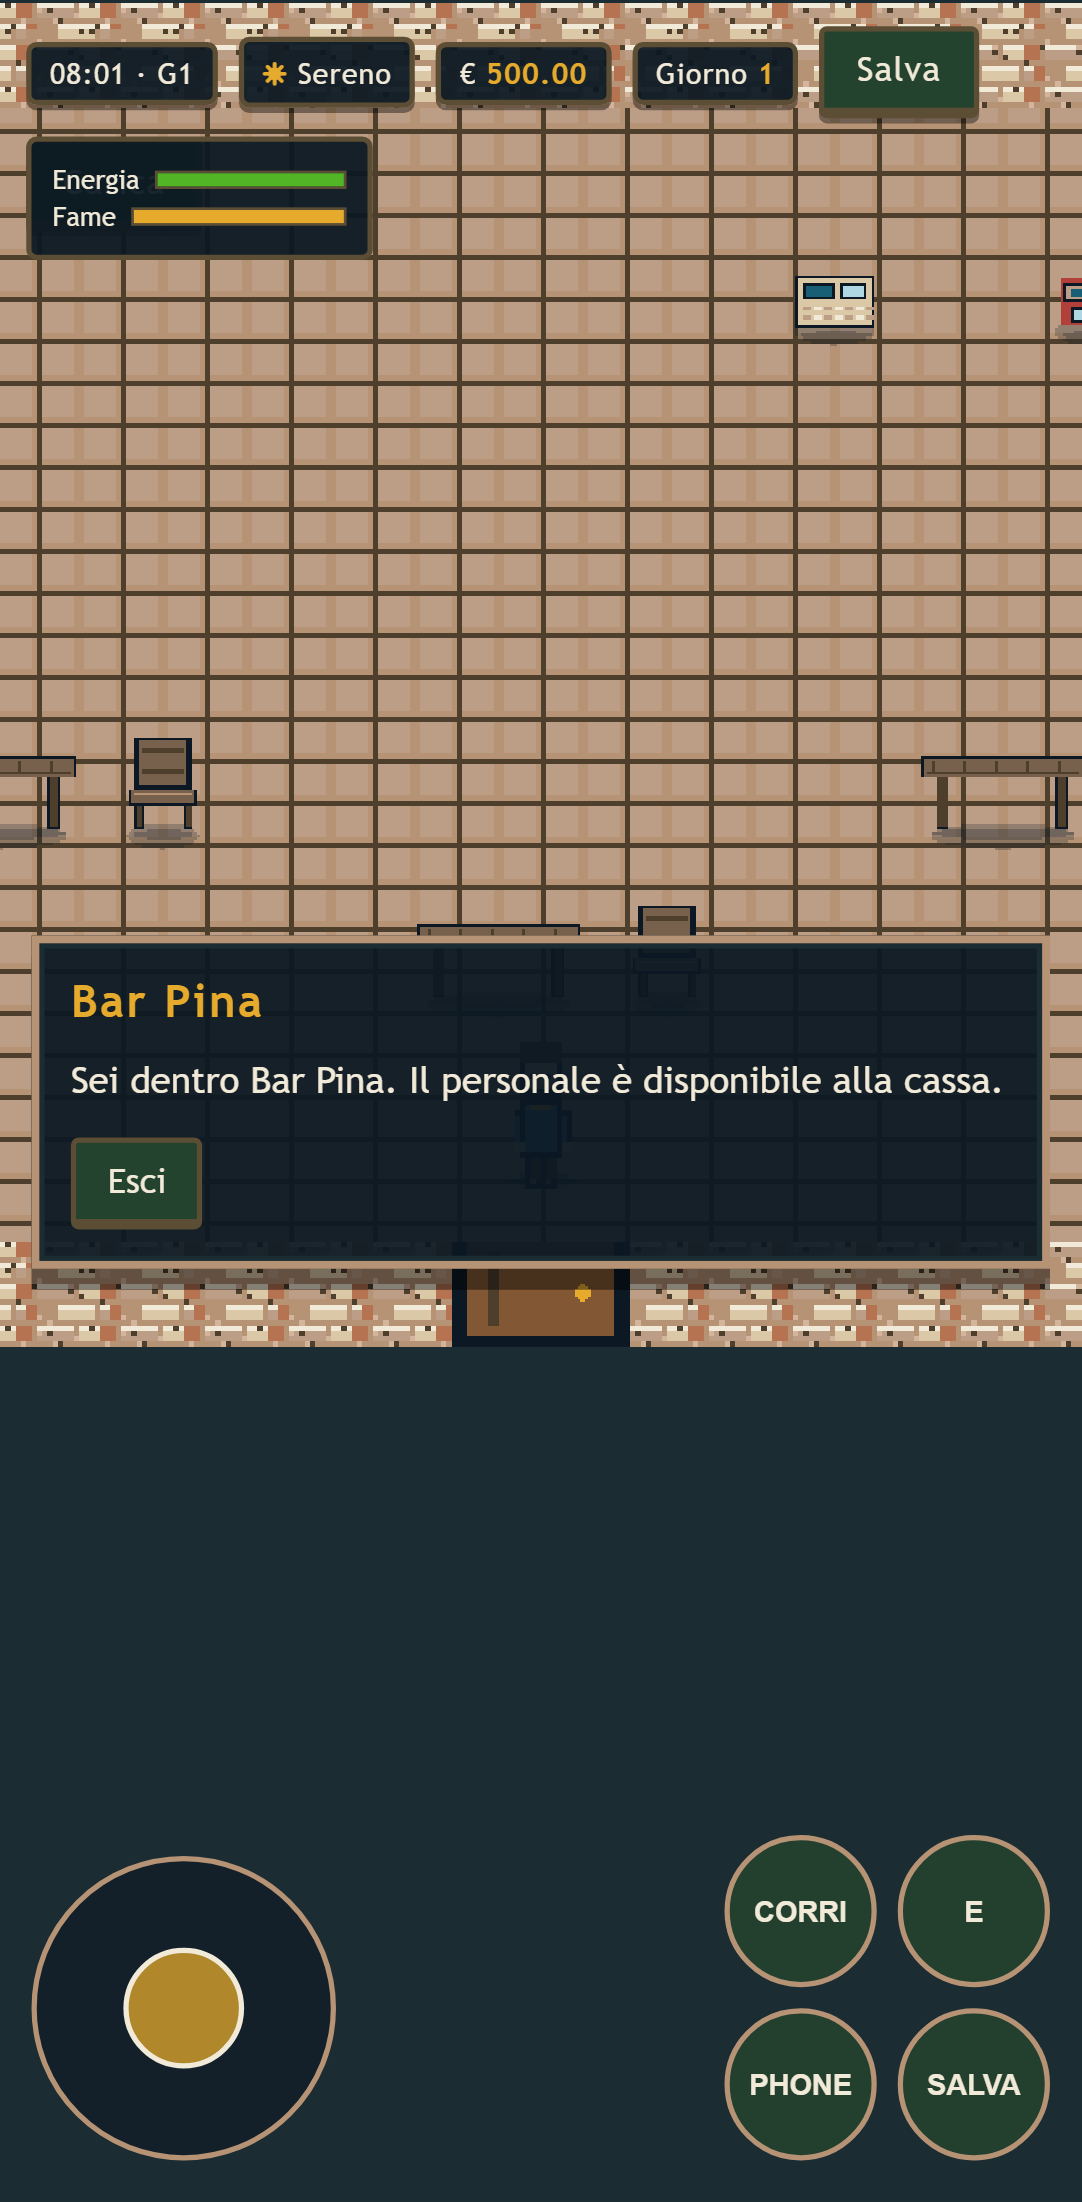 08:01 · G1
Sereno
€ 500.00
Giorno 1
Salva
Energia
Fame
Bar Pina
Sei dentro Bar Pina. Il personale è disponibile alla cassa.
Esci
CORRI
E
PHONE
SALVA